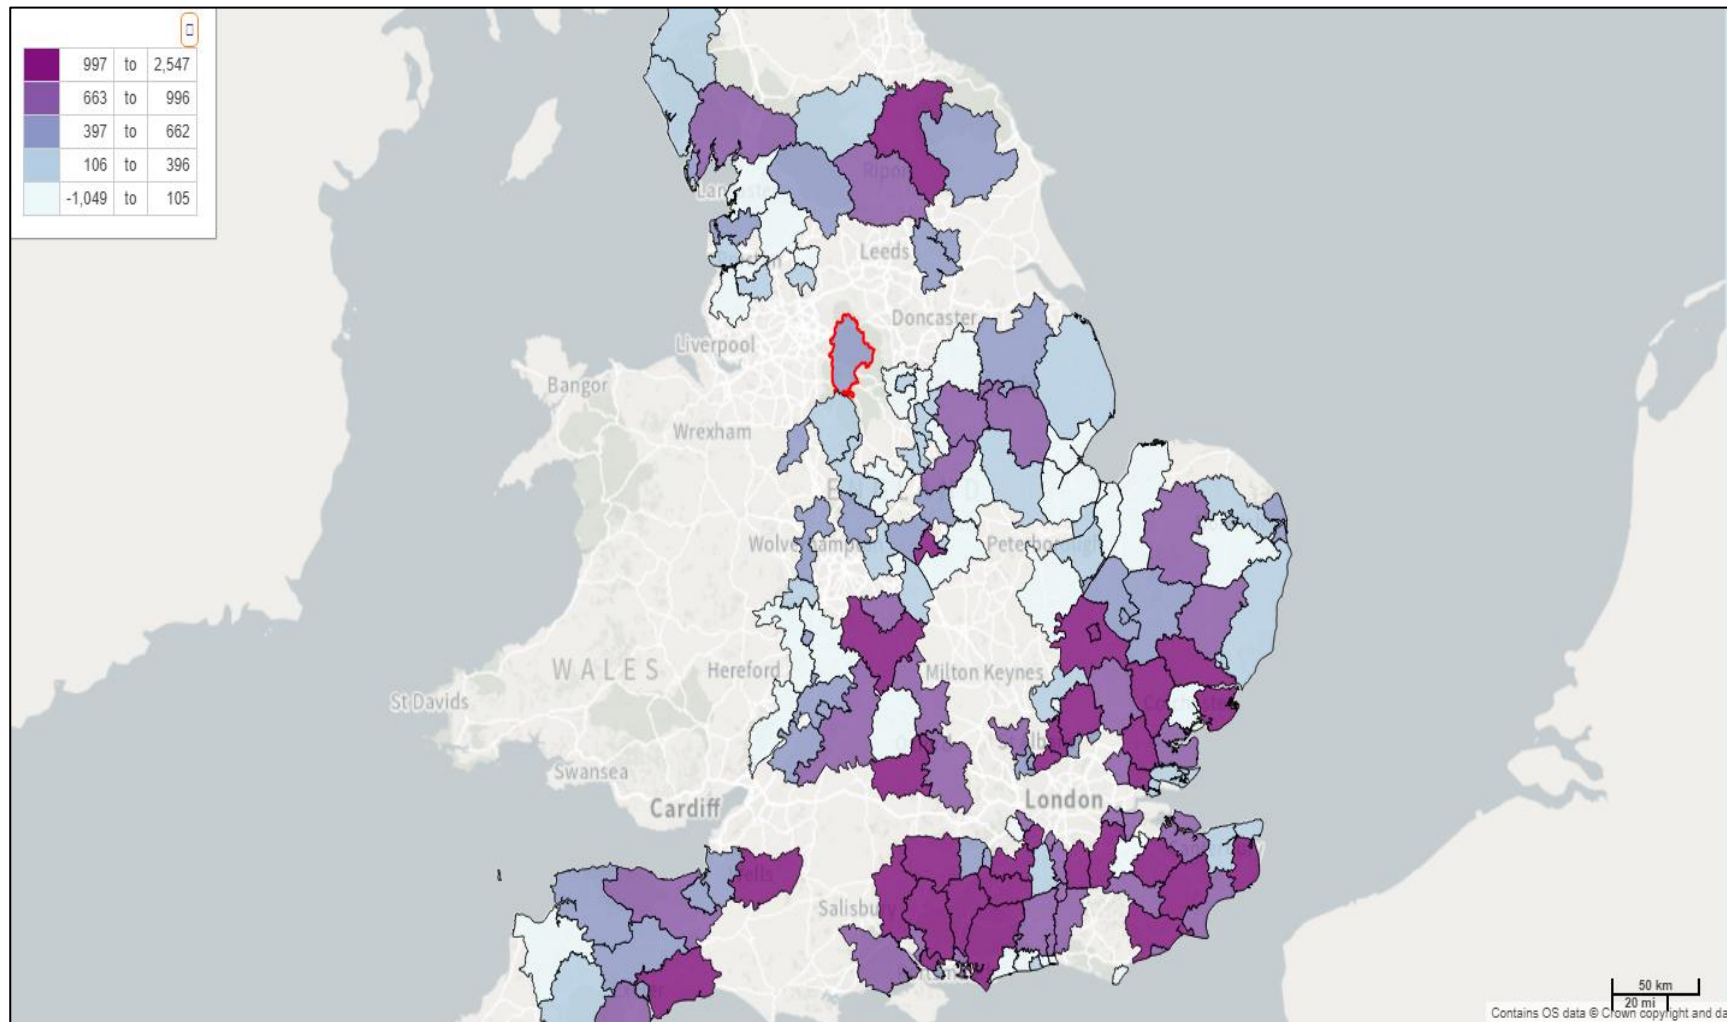 997 to 2,547
663 to 996
397 to 662
106 to 396
-1,049 to 105
Ripon
Leeds
Doncaster
Liverpool
Bangor
Wrexham
Peterborough
WALES
Hereford
Milton Keynes
St Davids
Swansea
Cardiff
London
Salisbury
50 km
20 mi
Contains OS data © Crown copyright and da